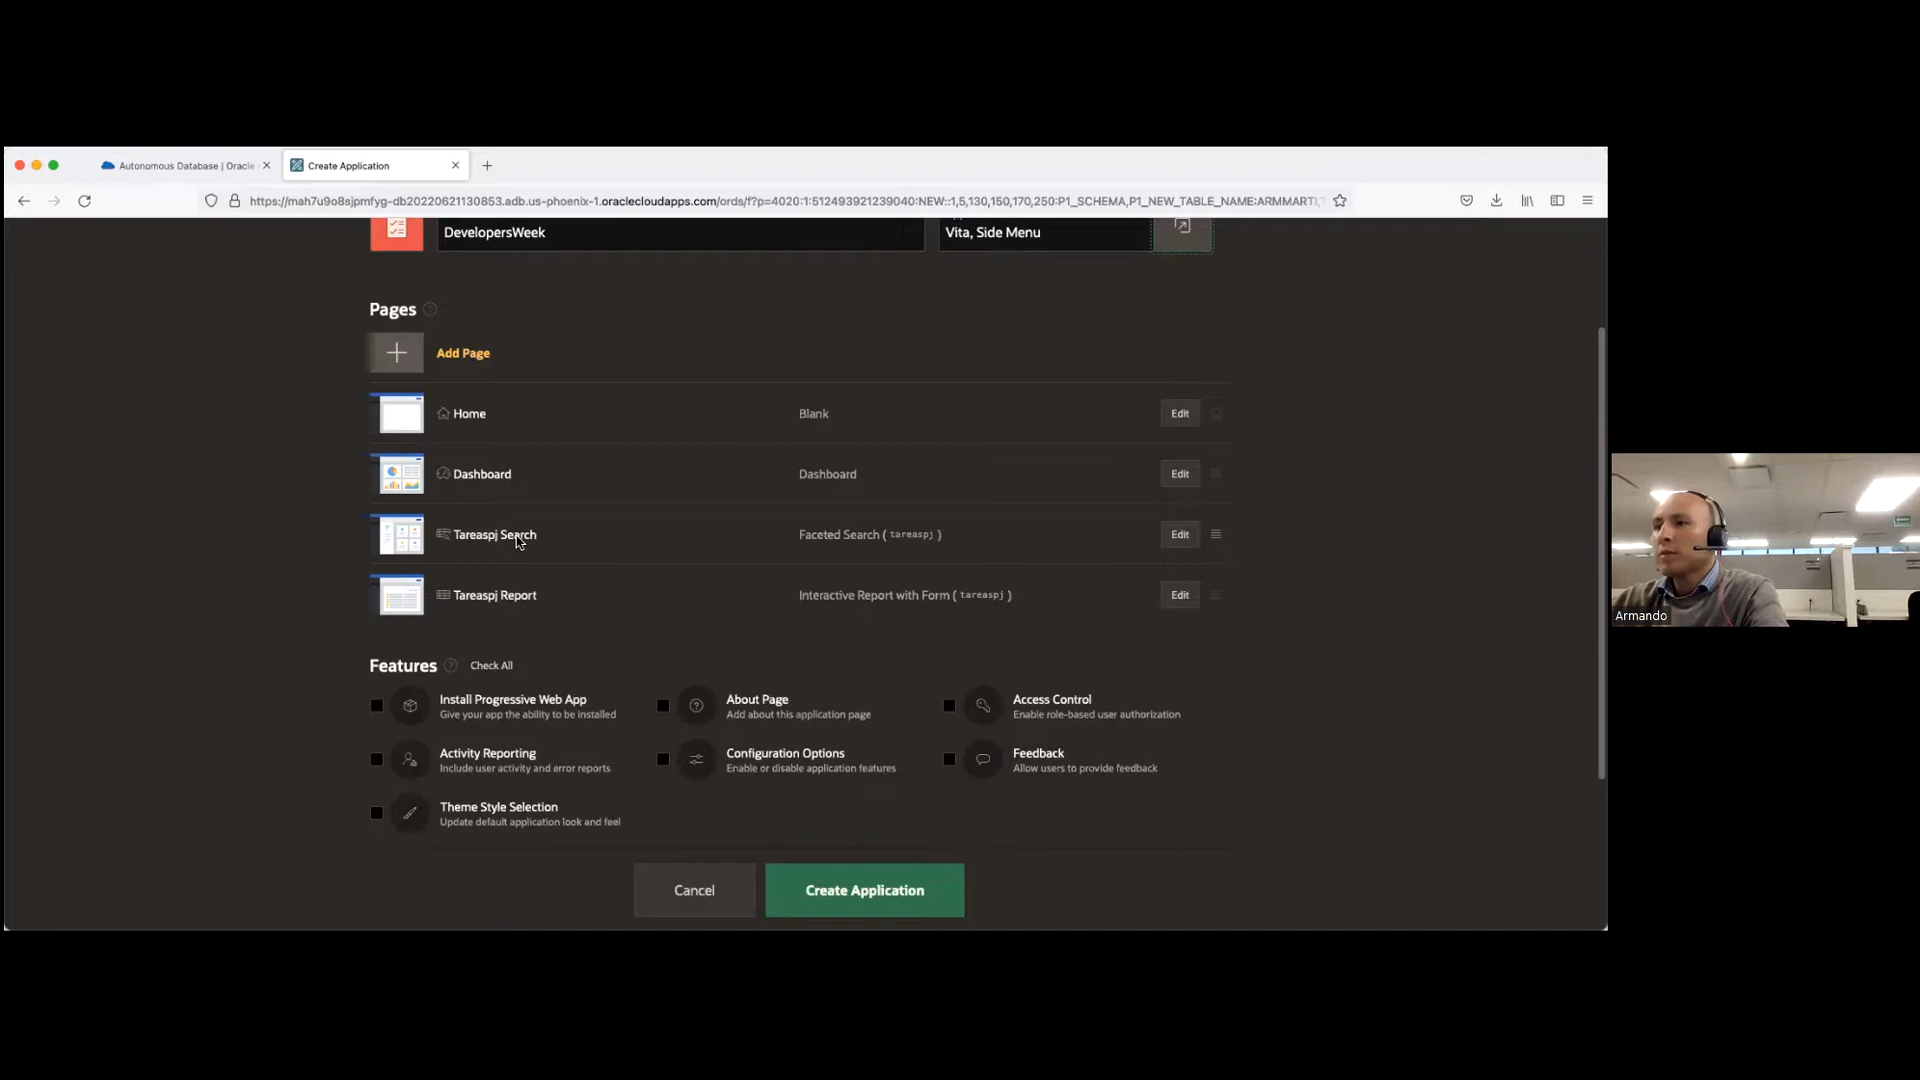 Autonomous Database | Oracle
Create Application
https://mah7u9o8sjpmfyg-db20220621130853.adb.us-phoenix-1.oraclecloudapps.com/ords/f?p=4020:1:512493921239040:NEW::1,5,130,150,170,250:P1_SCHEMA,P1_NEW_TABLE_NAME:ARMMARTI,
DevelopersWeek
Vita, Side Menu
Pages
Add Page
Home Blank Edit
Dashboard Dashboard Edit
Tareaspj Search Faceted Search ( tareaspj ) Edit
Tareaspj Report Interactive Report with Form ( tareaspj ) Edit
Features Check All
Install Progressive Web App
Give your app the ability to be installed
About Page
Add about this application page
Access Control
Enable role-based user authorization
Activity Reporting
Include user activity and error reports
Configuration Options
Enable or disable application features
Feedback
Allow users to provide feedback
Theme Style Selection
Update default application look and feel
Cancel
Create Application
Armando